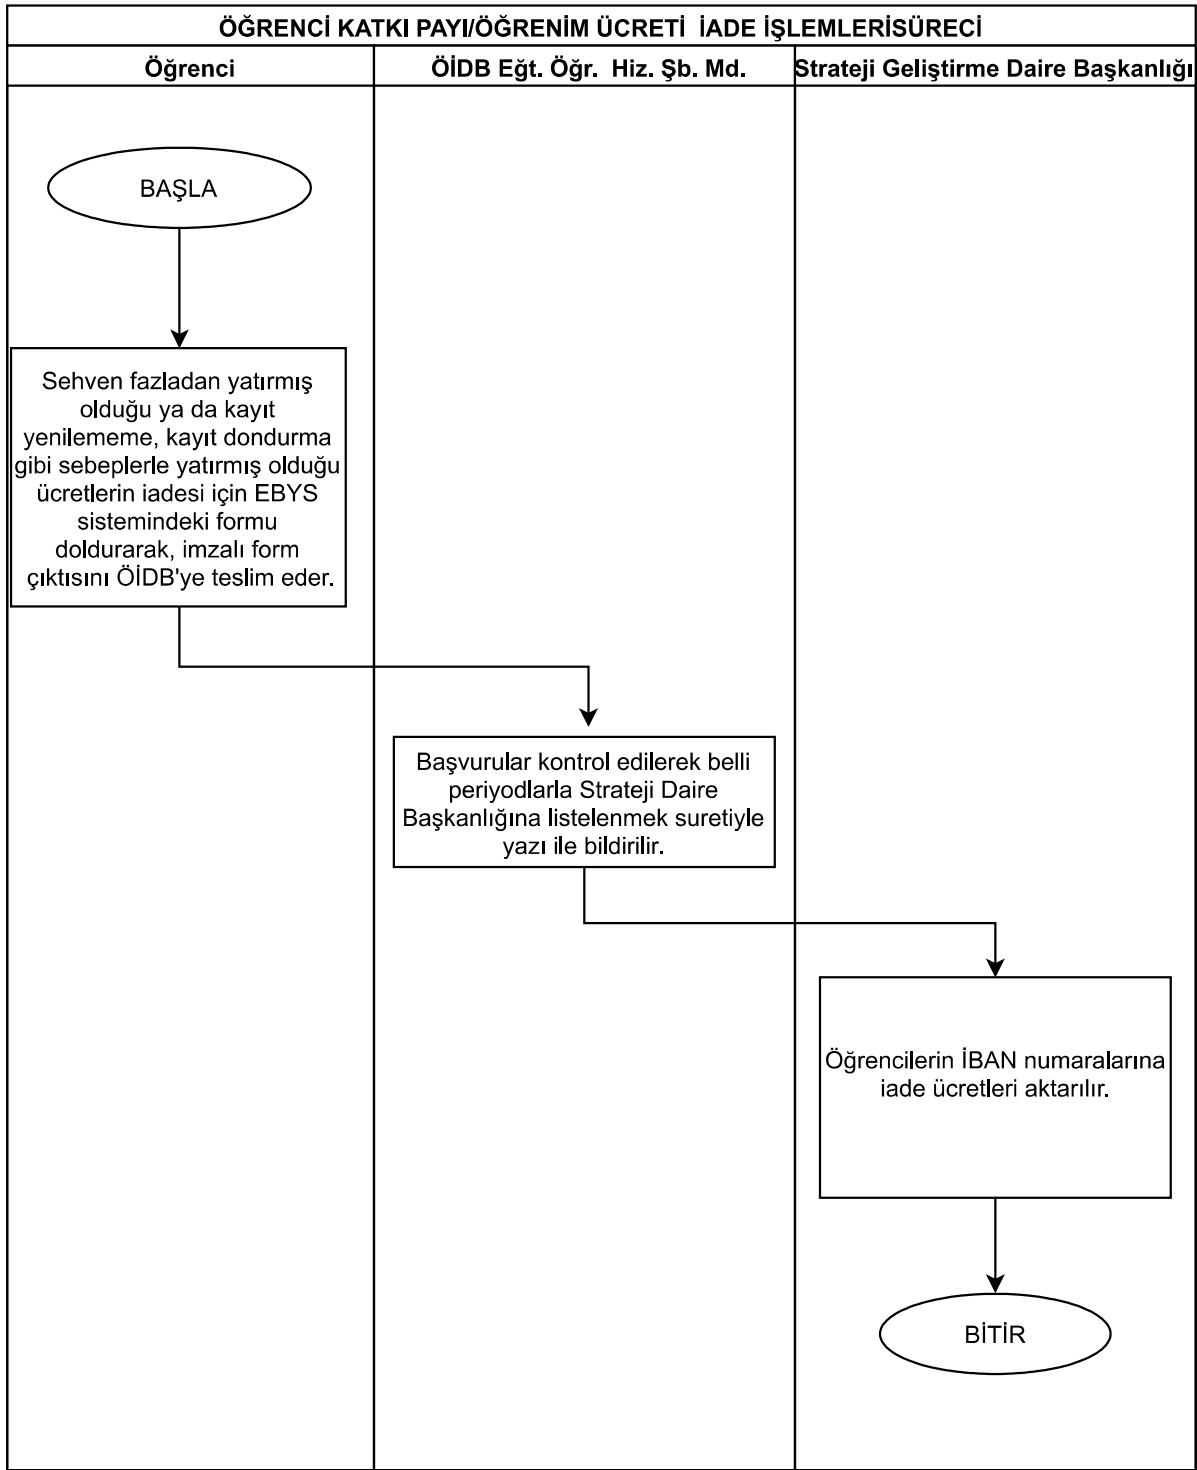 ÖĞRENCİ KATKI PAYI/ÖĞRENİM ÜCRETİ İADE İŞLEMLERİSÜRECİ
Öğrenci
ÖİDB Eğt. Öğr. Hiz. Şb. Md.
Strateji Geliştirme Daire Başkanlığı
BAŞLA
Sehven fazladan yatırmış
olduğu ya da kayıt
yenilememe, kayıt dondurma
gibi sebeplerle yatırmış olduğu
ücretlerin iadesi için EBYS
sistemindeki formu
doldurarak, imzalı form
çıktısını ÖİDB'ye teslim eder.
Başvurular kontrol edilerek belli
periyodlarla Strateji Daire
Başkanlığına listelenmek suretiyle
yazı ile bildirilir.
Öğrencilerin İBAN numaralarına
iade ücretleri aktarılır.
BİTİR